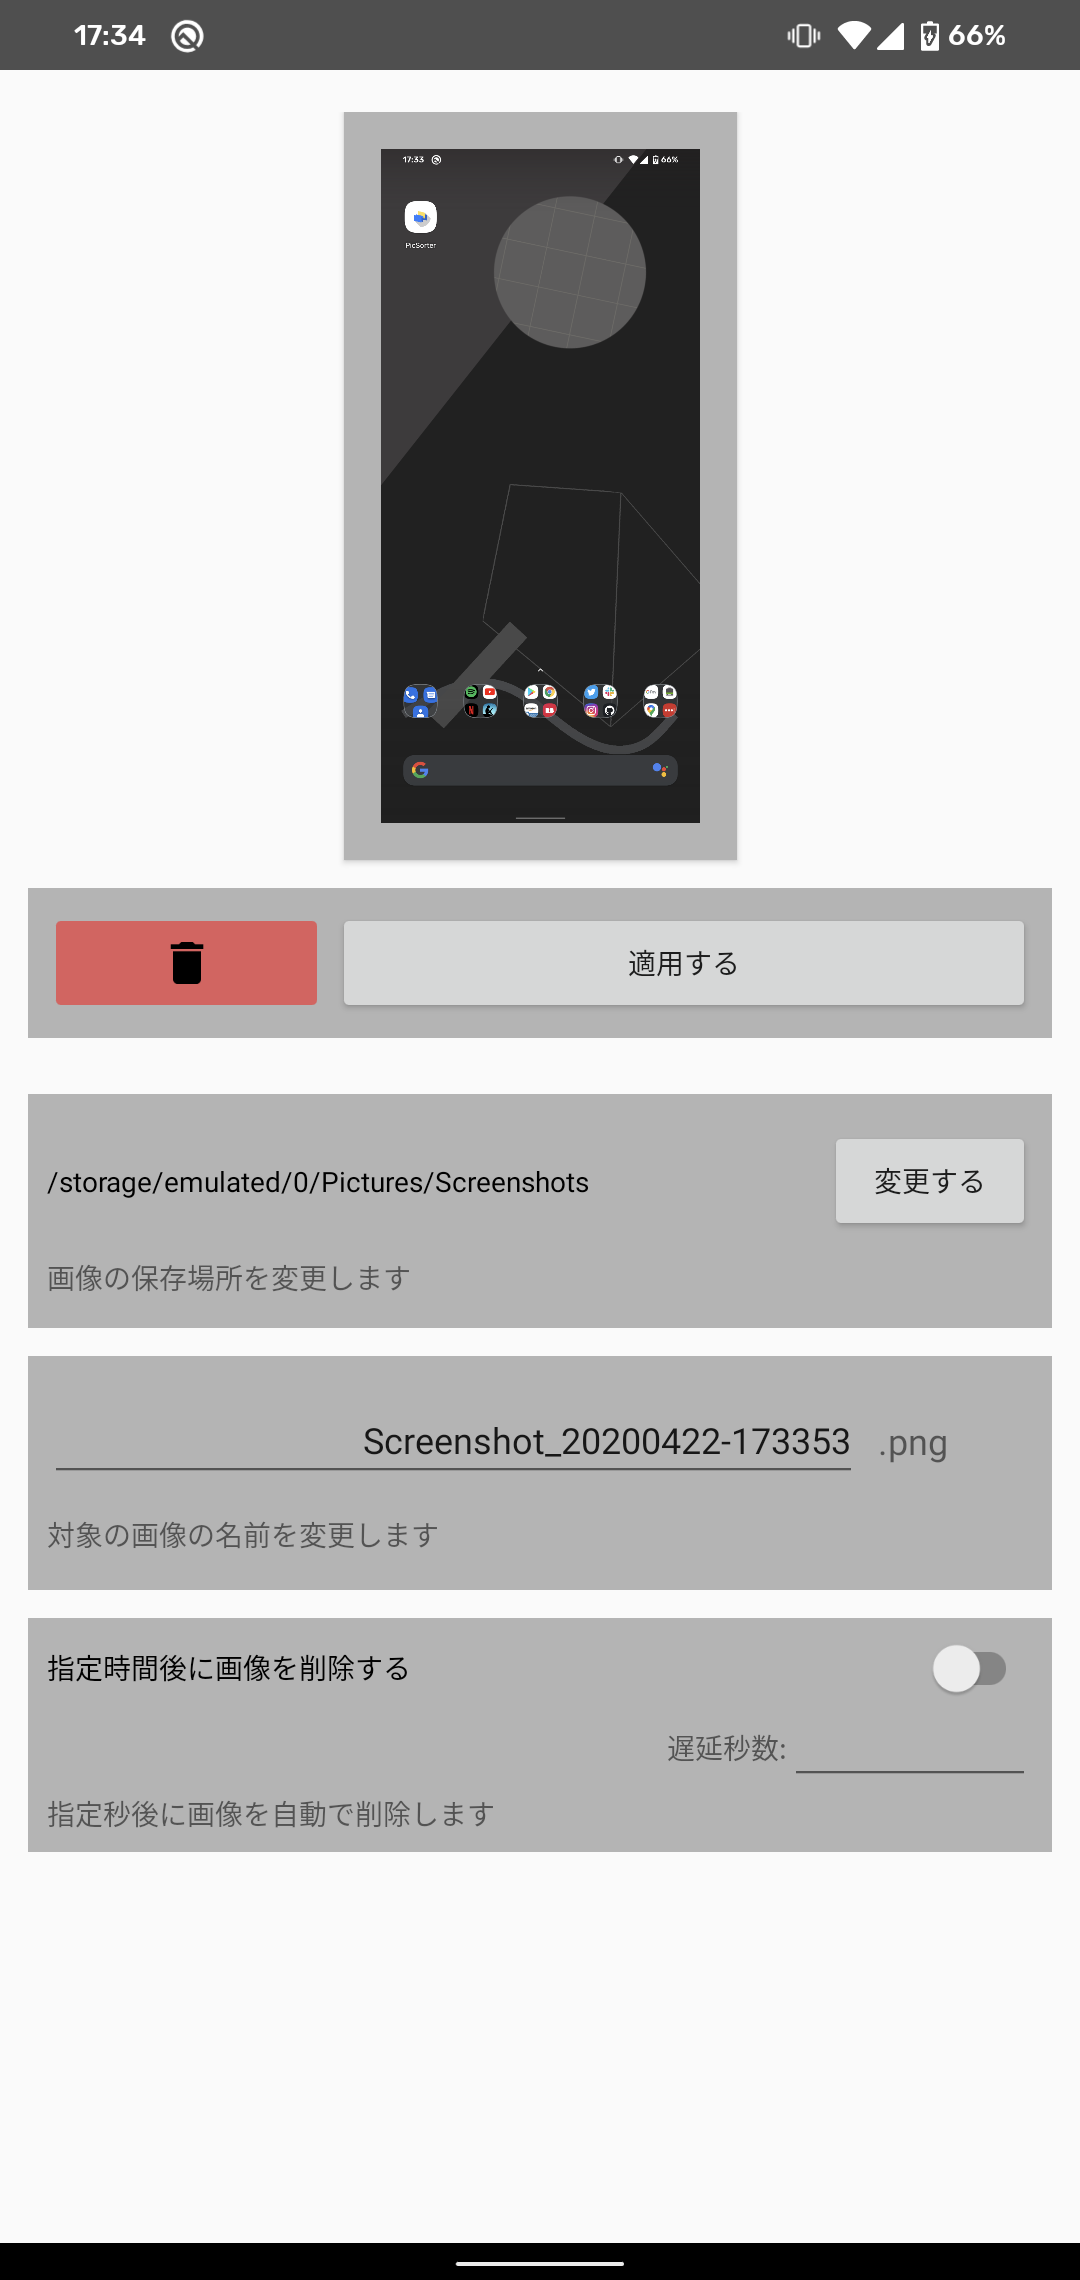 17:34 66%
17:33 66%
PicSorter
適用する
/storage/emulated/0/Pictures/Screenshots
変更する
画像の保存場所を変更します
Screenshot_20200422-173353 .png
対象の画像の名前を変更します
指定時間後に画像を削除する
遅延秒数:
指定秒後に画像を自動で削除します